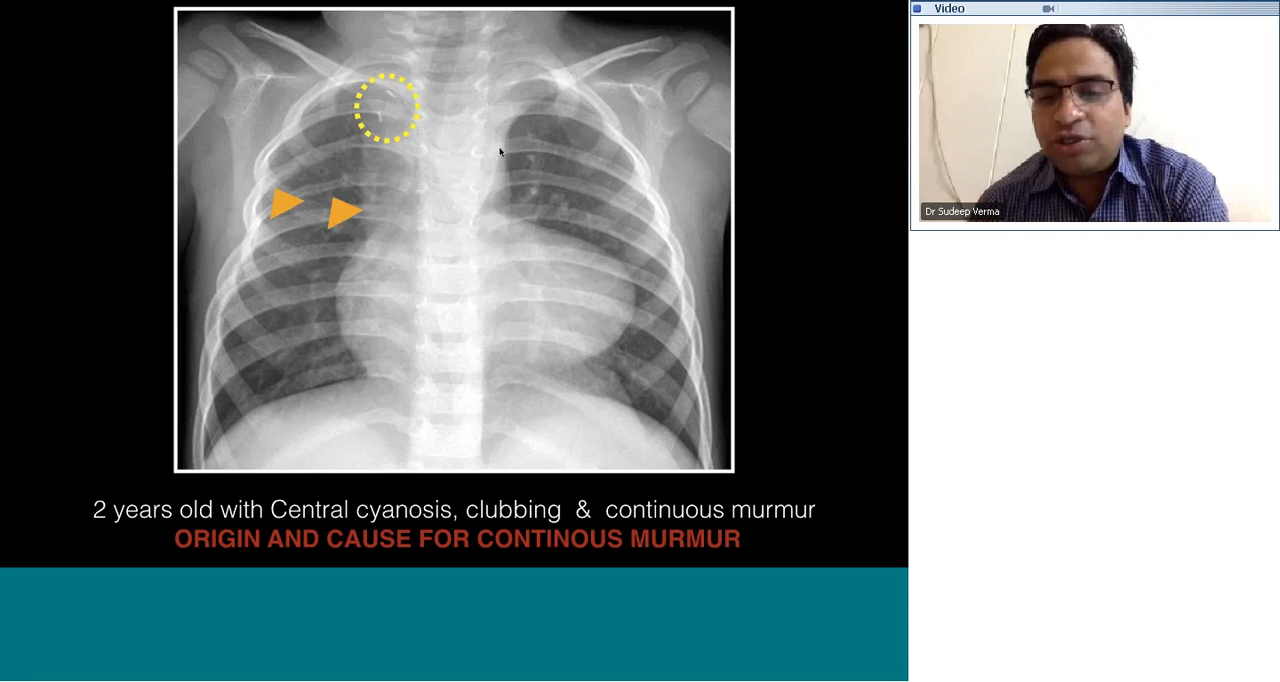 Video
Dr Sudeep Verma
2 years old with Central cyanosis, clubbing & continuous murmur
ORIGIN AND CAUSE FOR CONTINOUS MURMUR